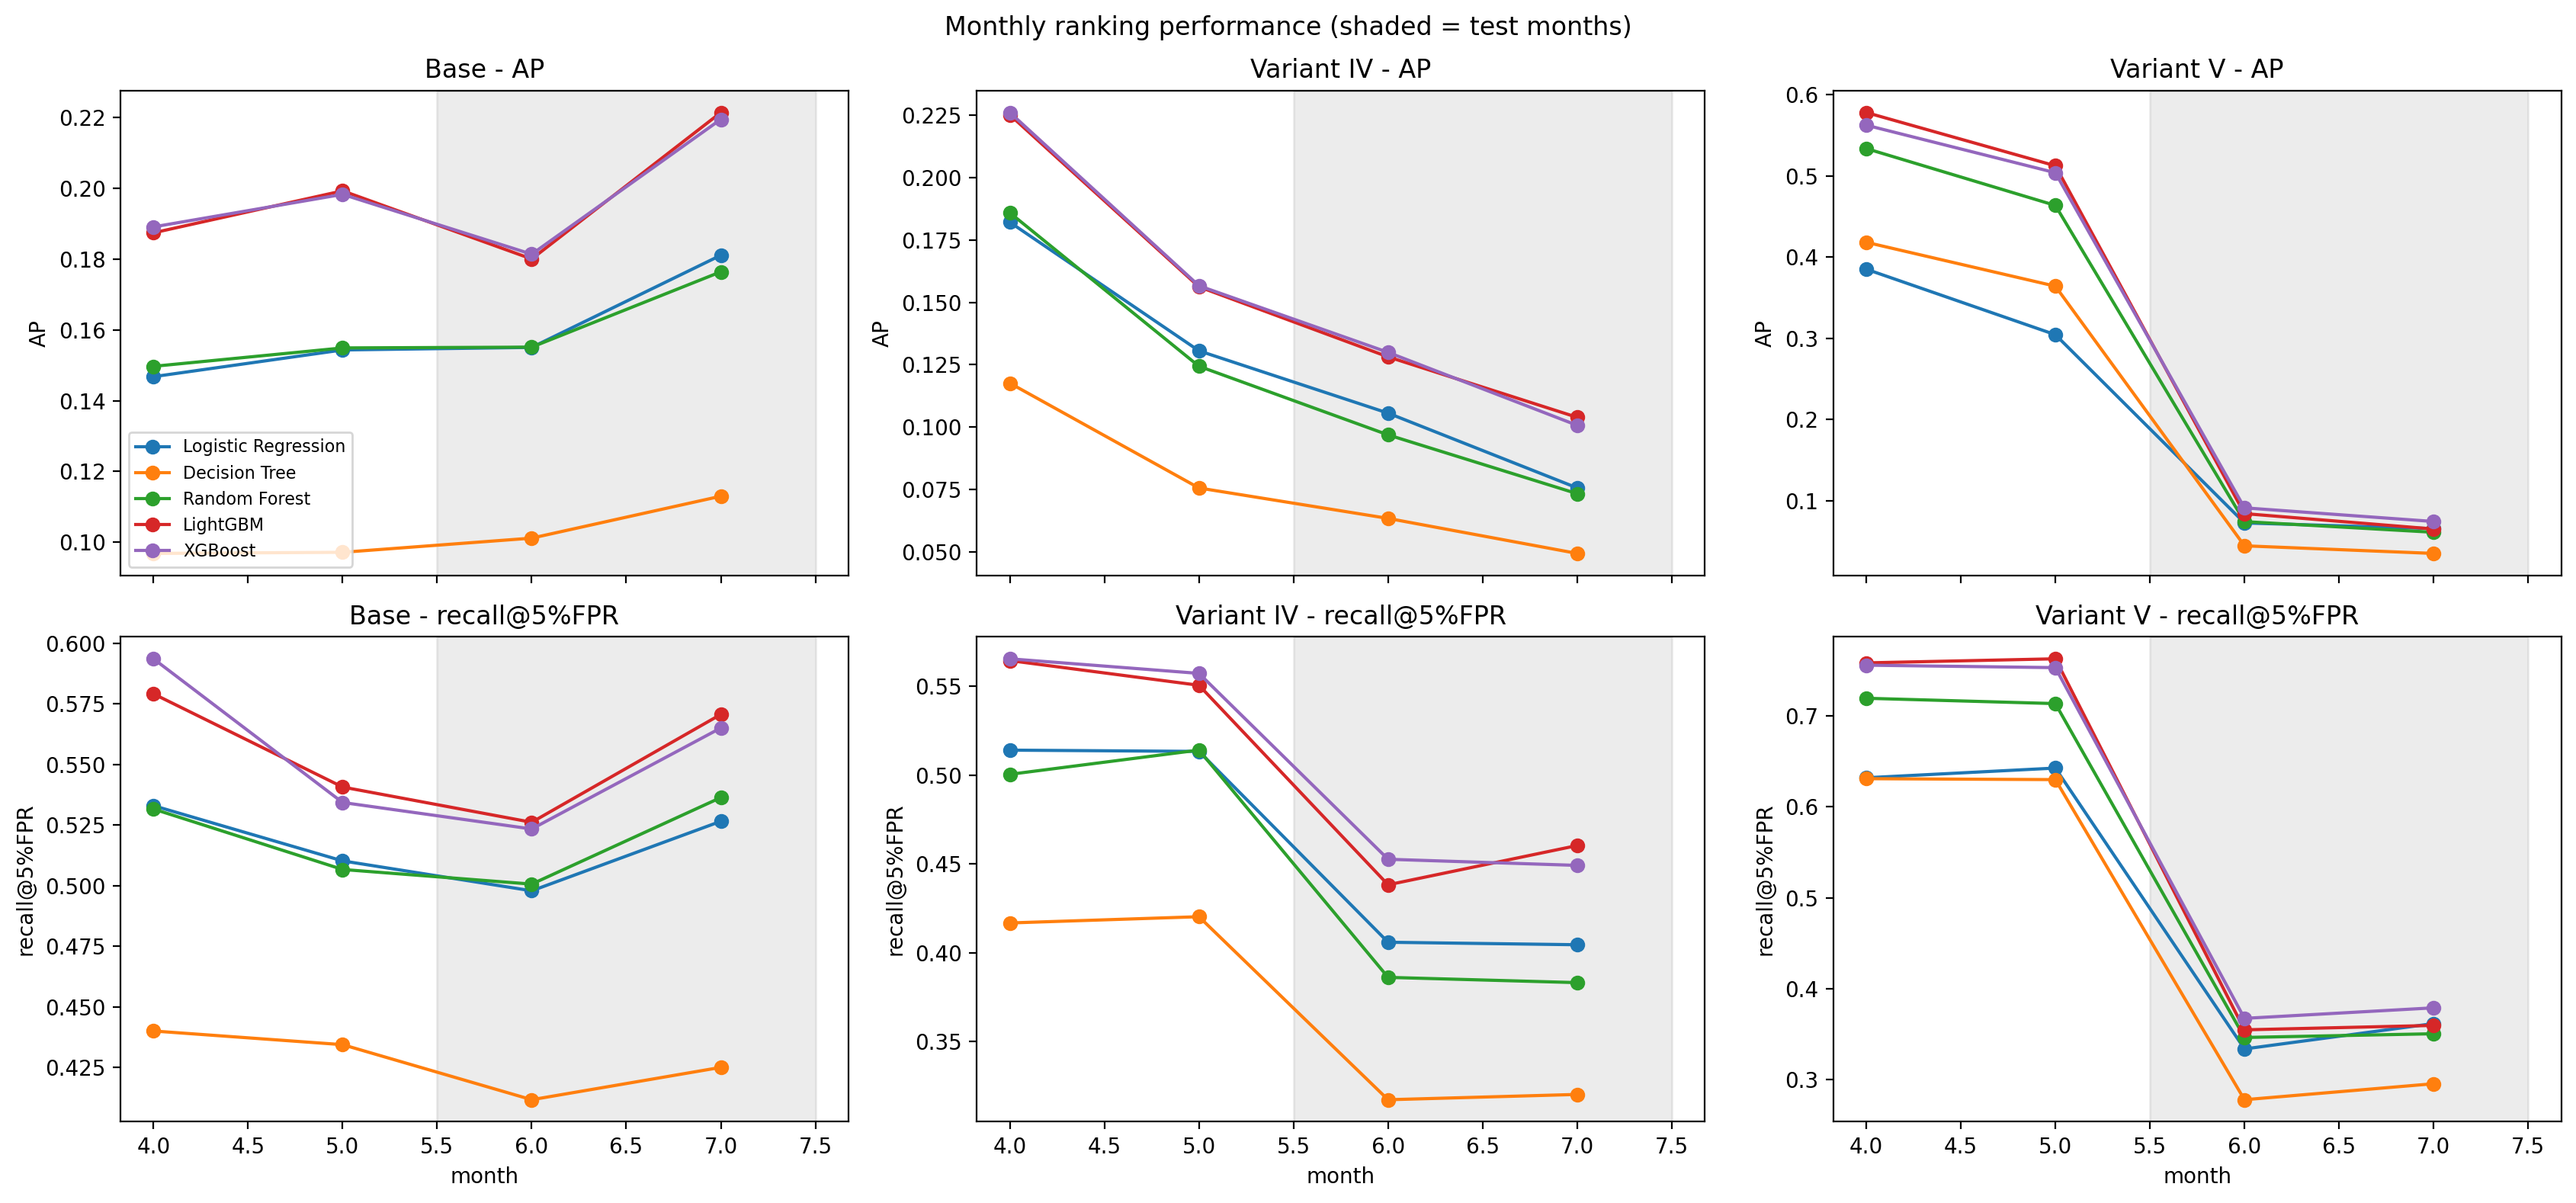 Monthly ranking performance (shaded = test months)
Base - AP
AP
0.22
0.20
0.18
0.16
0.14
0.12
0.10
Logistic Regression
Decision Tree
Random Forest
LightGBM
XGBoost
Variant IV - AP
AP
0.225
0.200
0.175
0.150
0.125
0.100
0.075
0.050
Variant V - AP
AP
0.6
0.5
0.4
0.3
0.2
0.1
Base - recall@5%FPR
recall@5%FPR
0.600
0.575
0.550
0.525
0.500
0.475
0.450
0.425
4.0 4.5 5.0 5.5 6.0 6.5 7.0 7.5
month
Variant IV - recall@5%FPR
recall@5%FPR
0.55
0.50
0.45
0.40
0.35
4.0 4.5 5.0 5.5 6.0 6.5 7.0 7.5
month
Variant V - recall@5%FPR
recall@5%FPR
0.7
0.6
0.5
0.4
0.3
4.0 4.5 5.0 5.5 6.0 6.5 7.0 7.5
month